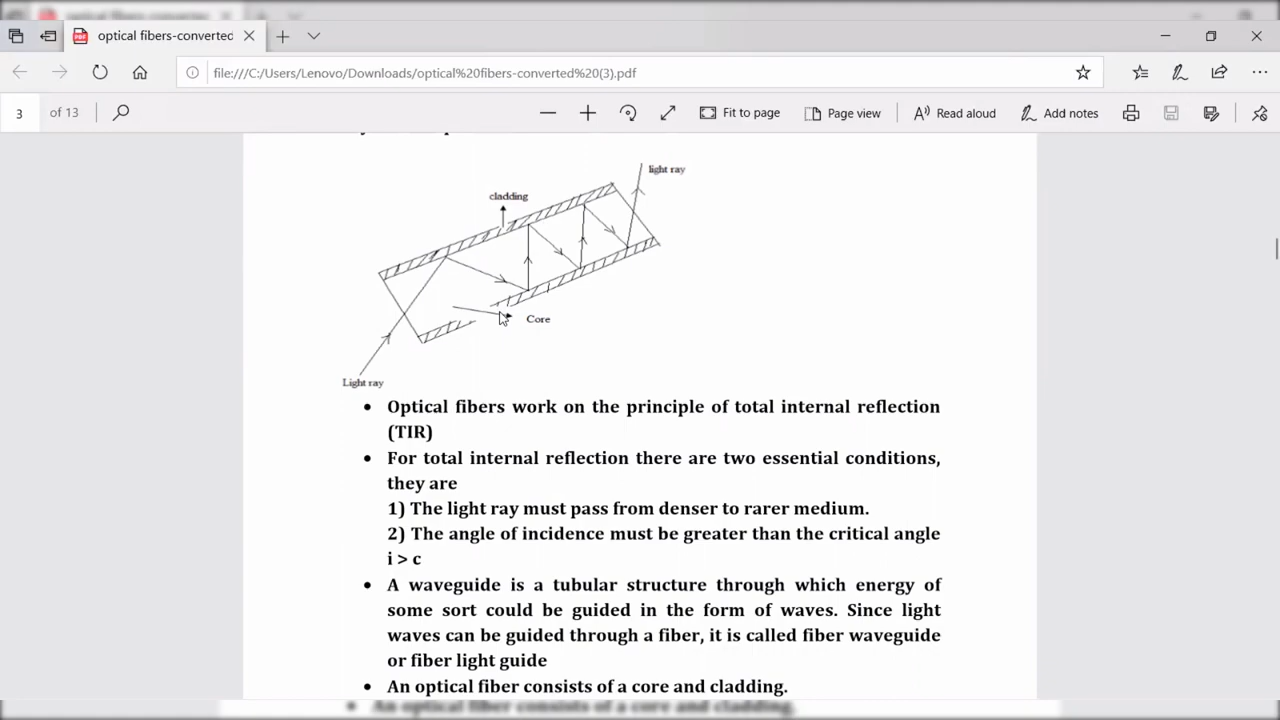 optical fibers-converted
file:///C:/Users/Lenovo/Downloads/optical%20fibers-converted%20(3).pdf
3 of 13
Fit to page
Page view
Read aloud
Add notes
light ray
cladding
Core
Light ray
• Optical fibers work on the principle of total internal reflection
(TIR)
• For total internal reflection there are two essential conditions,
they are
1) The light ray must pass from denser to rarer medium.
2) The angle of incidence must be greater than the critical angle
i > c
• A waveguide is a tubular structure through which energy of
some sort could be guided in the form of waves. Since light
waves can be guided through a fiber, it is called fiber waveguide
or fiber light guide
• An optical fiber consists of a core and cladding.